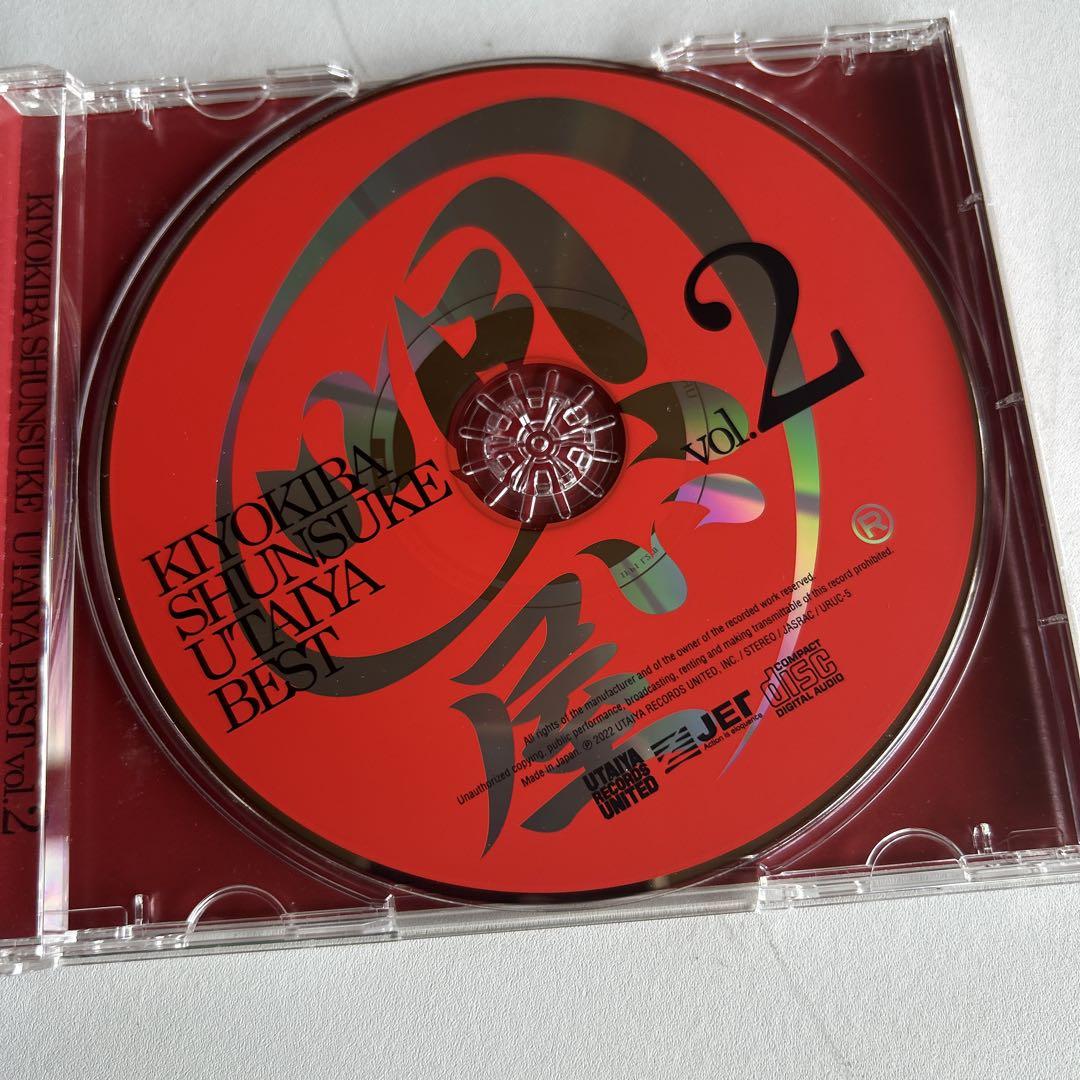 KIYOKIBA SHUNSUKE UTAIYA BEST vol.2
KIYOKIBA
SHUNSUKE
UTAIYA
BEST
vol.2
唄い屋
R
All rights of the manufacturer and of the owner of the recorded work reserved.
Unauthorized copying, public performance, broadcasting, renting and making transmittable of this record prohibited.
Made in Japan. ℗ 2022 UTAIYA RECORDS UNITED, INC. / STEREO / JASRAC / URUC-5
UTAIYA
RECORDS
UNITED
JET
Action is eloquence
COMPACT
disc
DIGITAL AUDIO